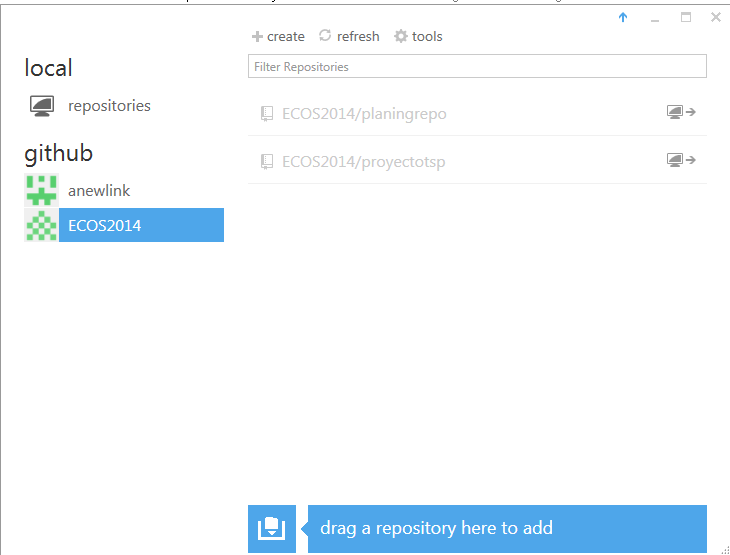 create refresh tools
local
Filter Repositories
repositories
ECOS2014/planingrepo
github
ECOS2014/proyectotsp
anewlink
ECOS2014
drag a repository here to add